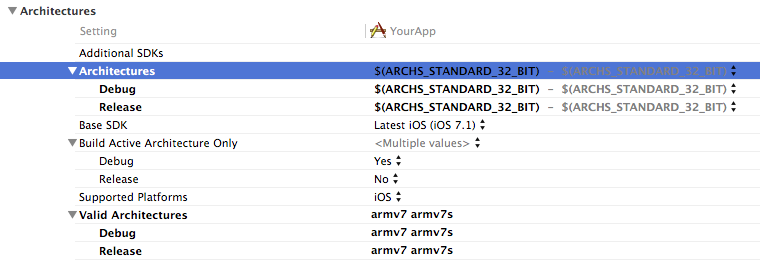 Architectures
Setting YourApp
Additional SDKs
Architectures $(ARCHS_STANDARD_32_BIT) – $(ARCHS_STANDARD_32_BIT)
Debug $(ARCHS_STANDARD_32_BIT) – $(ARCHS_STANDARD_32_BIT)
Release $(ARCHS_STANDARD_32_BIT) – $(ARCHS_STANDARD_32_BIT)
Base SDK Latest iOS (iOS 7.1)
Build Active Architecture Only <Multiple values>
Debug Yes
Release No
Supported Platforms iOS
Valid Architectures armv7 armv7s
Debug armv7 armv7s
Release armv7 armv7s